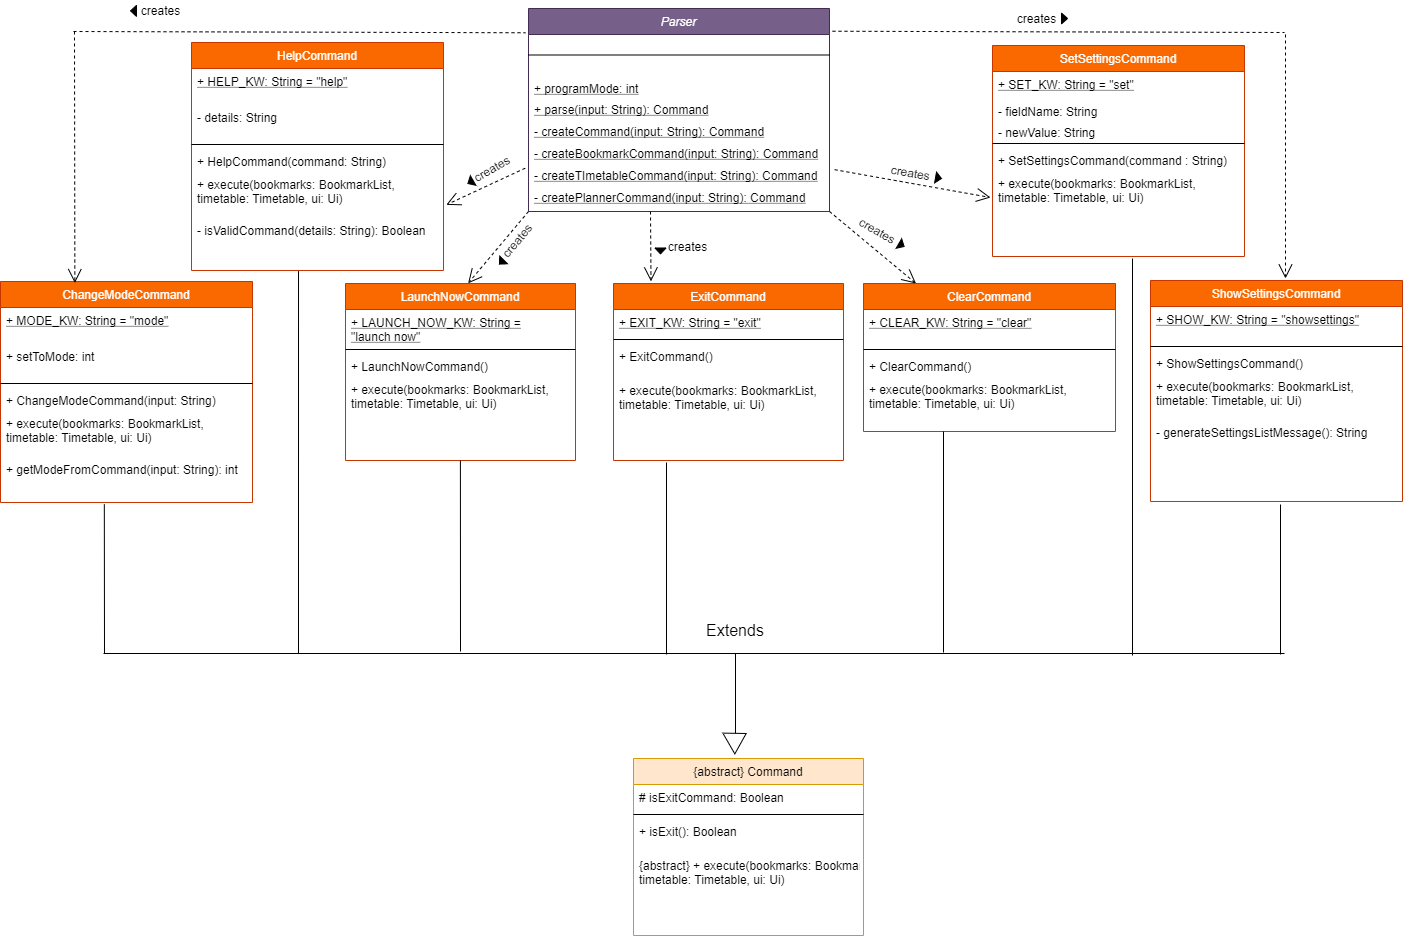 creates
Parser
+ programMode: int
+ parse(input: String): Command
- createCommand(input: String): Command
- createBookmarkCommand(input: String): Command
- createTImetableCommand(input: String): Command
- createPlannerCommand(input: String): Command
creates
HelpCommand
+ HELP_KW: String = "help"
- details: String
+ HelpCommand(command: String)
+ execute(bookmarks: BookmarkList,
timetable: Timetable, ui: Ui)
- isValidCommand(details: String): Boolean
creates
creates
SetSettingsCommand
+ SET_KW: String = "set"
- fieldName: String
- newValue: String
+ SetSettingsCommand(command : String)
+ execute(bookmarks: BookmarkList,
timetable: Timetable, ui: Ui)
creates
creates
creates
ChangeModeCommand
+ MODE_KW: String = "mode"
+ setToMode: int
+ ChangeModeCommand(input: String)
+ execute(bookmarks: BookmarkList,
timetable: Timetable, ui: Ui)
+ getModeFromCommand(input: String): int
LaunchNowCommand
+ LAUNCH_NOW_KW: String =
"launch now"
+ LaunchNowCommand()
+ execute(bookmarks: BookmarkList,
timetable: Timetable, ui: Ui)
ExitCommand
+ EXIT_KW: String = "exit"
+ ExitCommand()
+ execute(bookmarks: BookmarkList,
timetable: Timetable, ui: Ui)
ClearCommand
+ CLEAR_KW: String = "clear"
+ ClearCommand()
+ execute(bookmarks: BookmarkList,
timetable: Timetable, ui: Ui)
ShowSettingsCommand
+ SHOW_KW: String = "showsettings"
+ ShowSettingsCommand()
+ execute(bookmarks: BookmarkList,
timetable: Timetable, ui: Ui)
- generateSettingsListMessage(): String
Extends
{abstract} Command
# isExitCommand: Boolean
+ isExit(): Boolean
{abstract} + execute(bookmarks: Bookma
timetable: Timetable, ui: Ui)